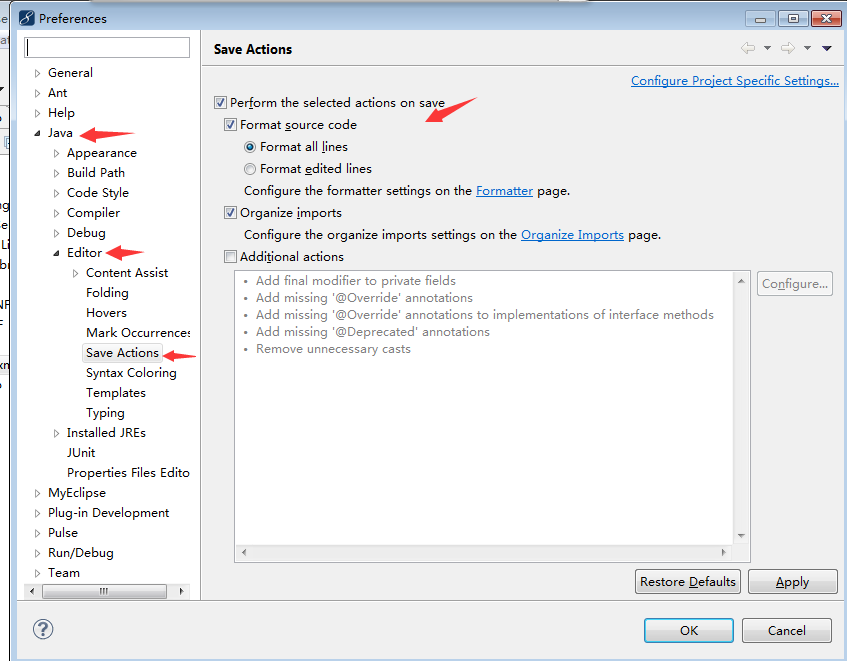 Preferences
Save Actions
Configure Project Specific Settings...
General
Ant
Help
Java
Appearance
Build Path
Code Style
Compiler
Debug
Editor
Content Assist
Folding
Hovers
Mark Occurrences
Save Actions
Syntax Coloring
Templates
Typing
Installed JREs
JUnit
Properties Files Edito
MyEclipse
Plug-in Development
Pulse
Run/Debug
Team
Perform the selected actions on save
Format source code
Format all lines
Format edited lines
Configure the formatter settings on the Formatter page.
Organize imports
Configure the organize imports settings on the Organize Imports page.
Additional actions
• Add final modifier to private fields
• Add missing '@Override' annotations
• Add missing '@Override' annotations to implementations of interface methods
• Add missing '@Deprecated' annotations
• Remove unnecessary casts
Configure...
Restore Defaults
Apply
?
OK
Cancel